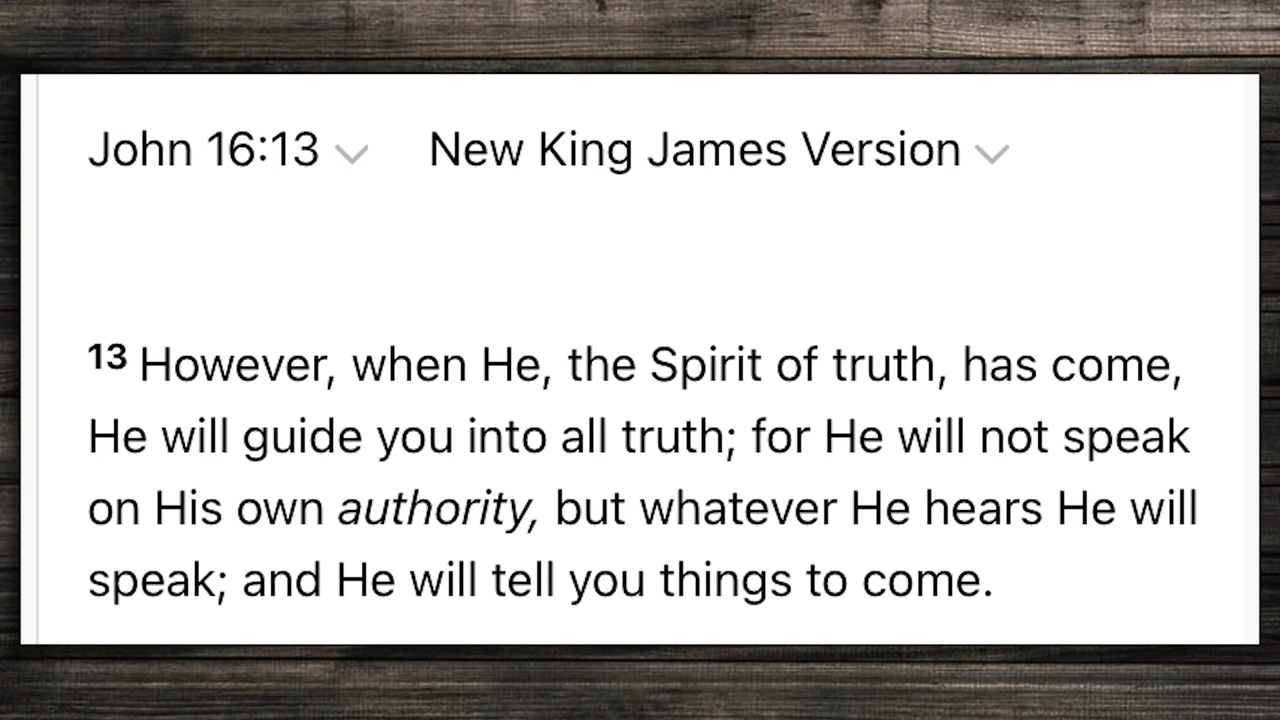 John 16:13 New King James Version
13 However, when He, the Spirit of truth, has come,
He will guide you into all truth; for He will not speak
on His own authority, but whatever He hears He will
speak; and He will tell you things to come.